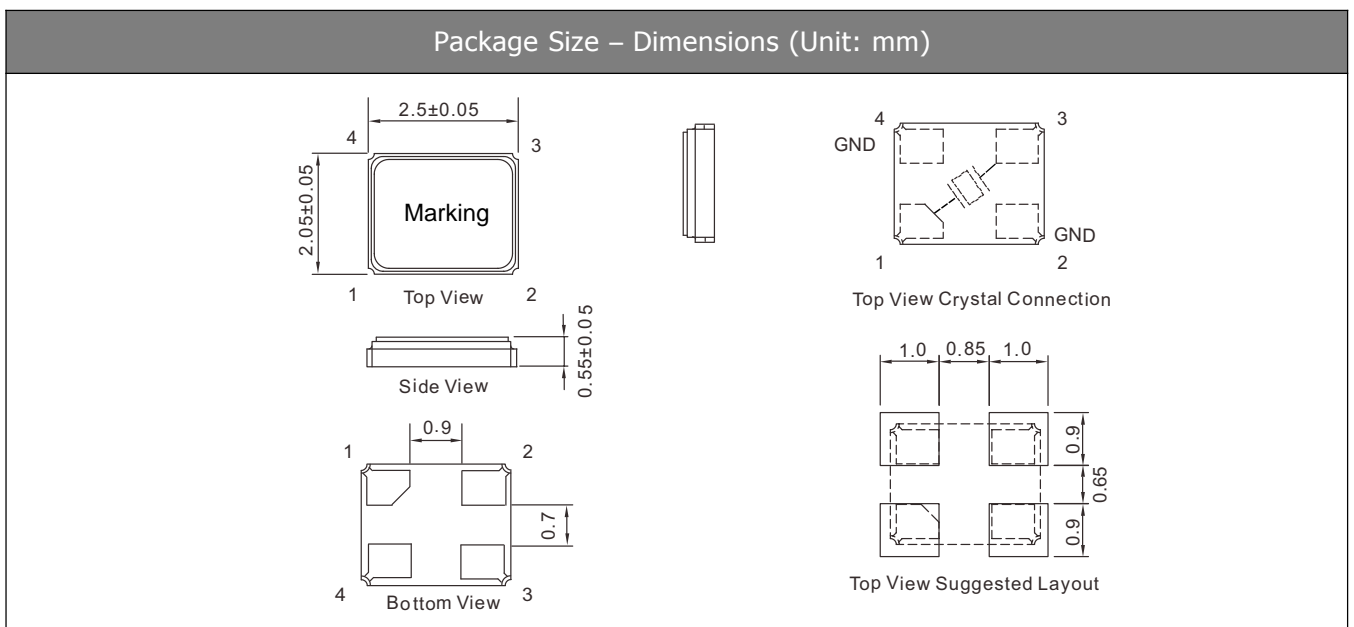 Package Size – Dimensions (Unit: mm)
2.5±0.05
4
3
2.05±0.05
Marking
1
Top View
2
Side View
0.55±0.05
0.9
1
2
0.7
4
Bottom View
3
4
3
GND
GND
1
2
Top View Crystal Connection
1.0
0.85
1.0
0.9
0.65
0.9
Top View Suggested Layout